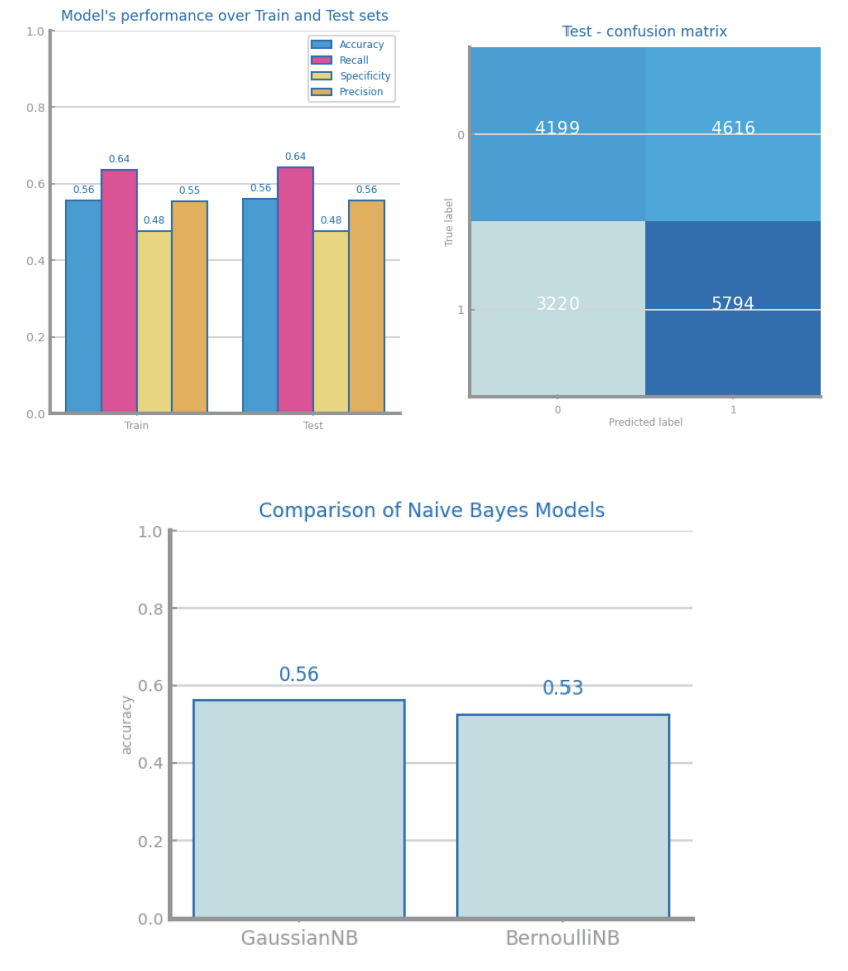 Model's performance over Train and Test sets
1.0
0.8
0.6
0.4
0.2
0.0
Accuracy
Recall
Specificity
Precision
0.56
0.64
0.48
0.55
0.56
0.64
0.48
0.56
Train
Test
Test - confusion matrix
True label
0
1
4199
4616
3220
5794
0
1
Predicted label
Comparison of Naive Bayes Models
accuracy
1.0
0.8
0.6
0.4
0.2
0.0
0.56
0.53
GaussianNB
BernoulliNB